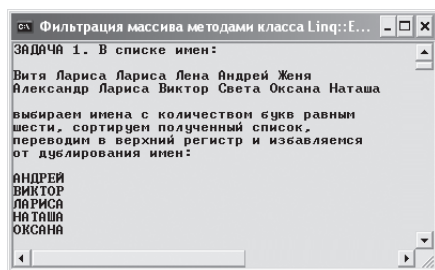 Фильтрация массива методами класса Linq::E...
ЗАДАЧА 1. В списке имен:
Витя Лариса Лариса Лена Андрей Женя
Александр Лариса Виктор Света Оксана Наташа
выбираем имена с количеством букв равным
шести, сортируем полученный список,
переводим в верхний регистр и избавляемся
от дублирования имен:
АНДРЕЙ
ВИКТОР
ЛАРИСА
НАТАША
ОКСАНА